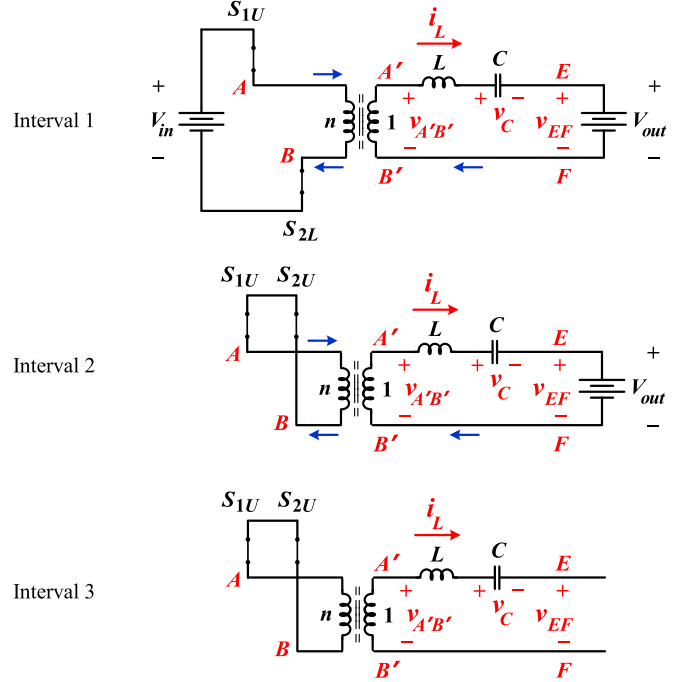 S1U
iL
A
A'
L
C
E
+
+
+
−
+
+
Interval 1
Vin
n
1
vA'B'
vC
vEF
Vout
−
B
−
−
−
B'
F
S2L
S1U S2U
iL
A'
L
C
E
A
+
+
−
+
+
Interval 2
n
1
vA'B'
vC
vEF
Vout
B
−
−
−
B'
F
S1U S2U
iL
A'
L
C
E
A
+
+
−
+
Interval 3
n
1
vA'B'
vC
vEF
B
−
−
B'
F